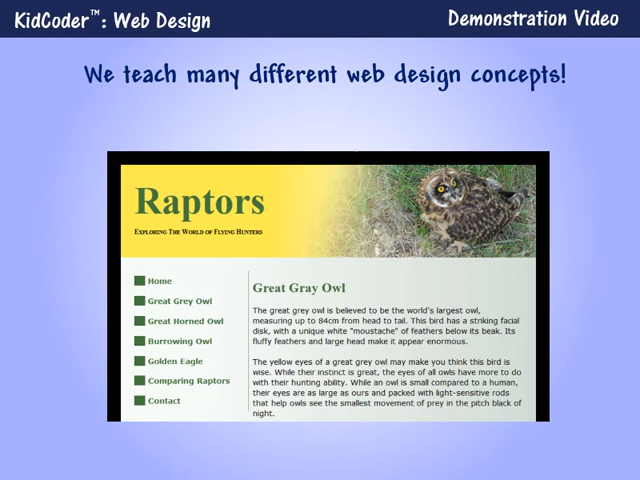 KidCoder™: Web Design
Demonstration Video
We teach many different web design concepts!
Raptors
EXPLORING THE WORLD OF FLYING HUNTERS
Home
Great Grey Owl
Great Horned Owl
Burrowing Owl
Golden Eagle
Comparing Raptors
Contact
Great Gray Owl
The great grey owl is believed to be the world's largest owl,
measuring up to 84cm from head to tail. This bird has a striking facial
disk, with a unique white "moustache" of feathers below its beak. Its
fluffy feathers and large head make it appear enormous.
The yellow eyes of a great grey owl may make you think this bird is
wise. While their instinct is great, the eyes of all owls have more to do
with their hunting ability. While an owl is small compared to a human,
their eyes are as large as ours and packed with light-sensitive rods
that help owls see the smallest movement of prey in the pitch black of
night.